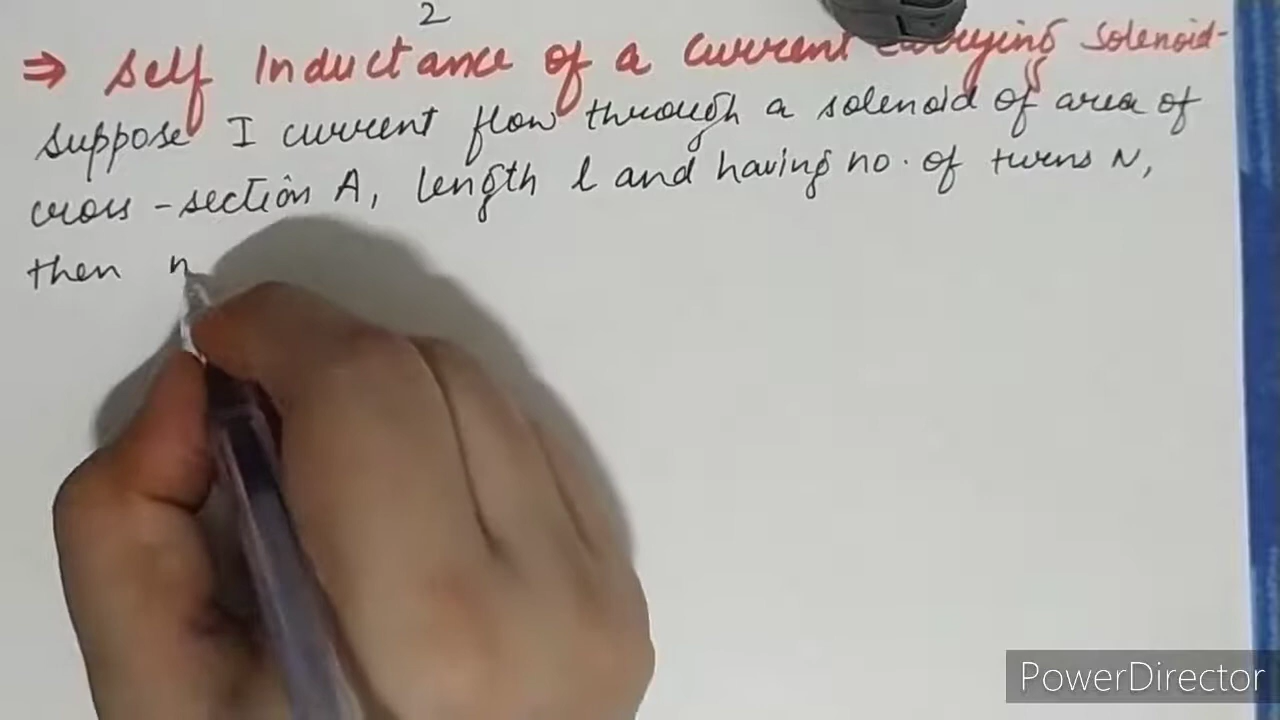 2
⇒ Self Inductance of a current carrying solenoid-
Suppose I current flow through a solenoid of area of
cross-section A, length l and having no. of turns N,
then n
PowerDirector